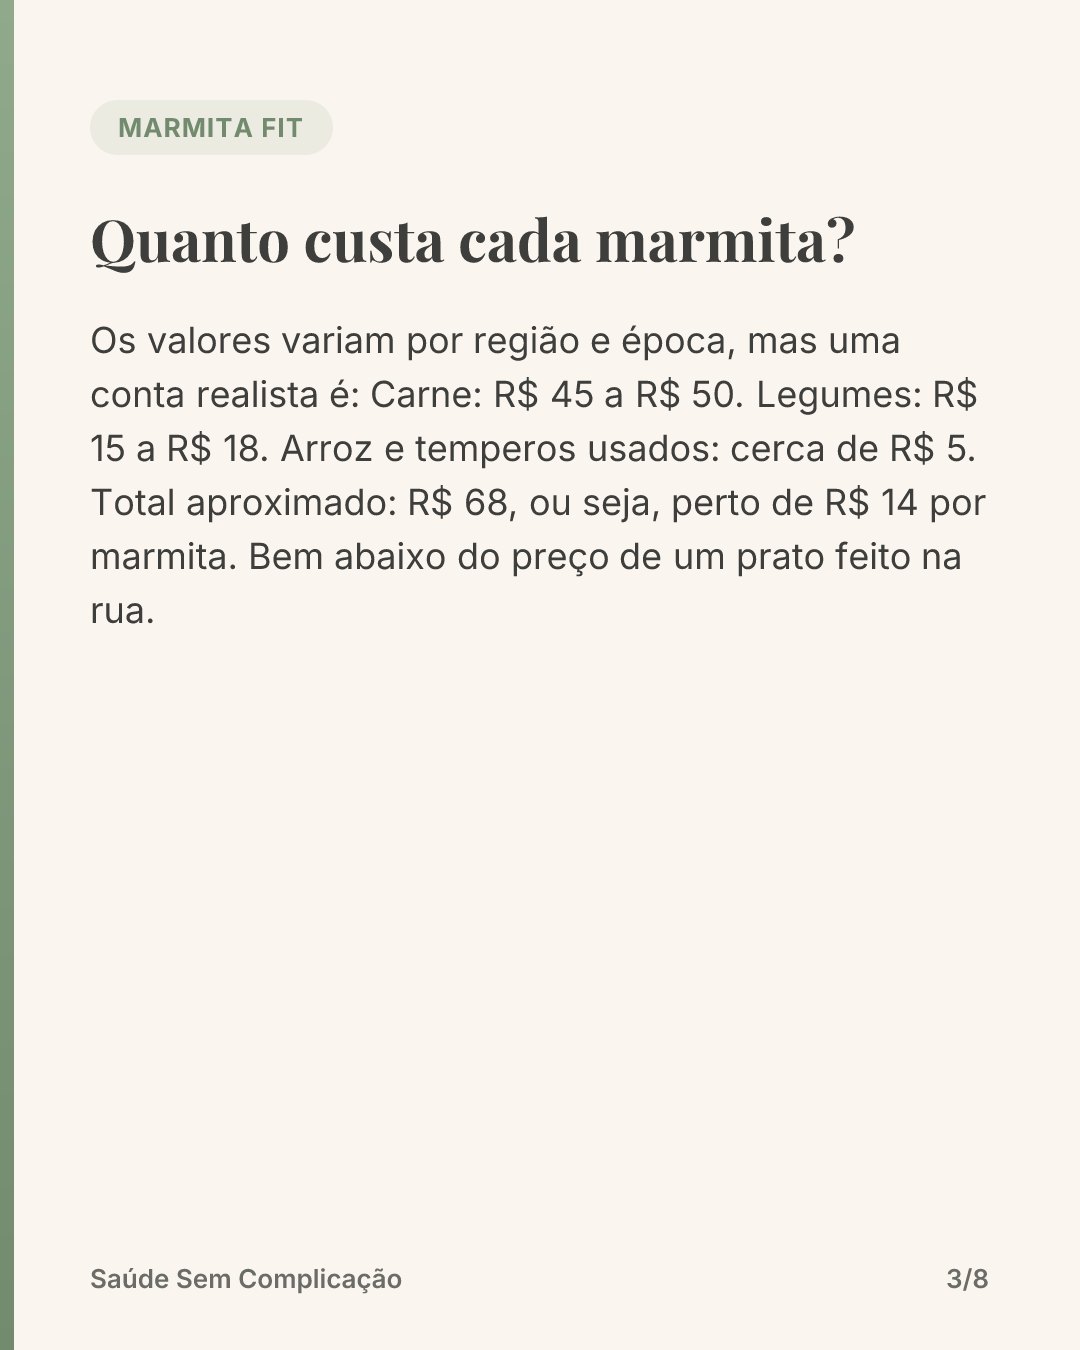 MARMITA FIT
Quanto custa cada marmita?
Os valores variam por região e época, mas uma
conta realista é: Carne: R$ 45 a R$ 50. Legumes: R$
15 a R$ 18. Arroz e temperos usados: cerca de R$ 5.
Total aproximado: R$ 68, ou seja, perto de R$ 14 por
marmita. Bem abaixo do preço de um prato feito na
rua.
Saúde Sem Complicação
3/8